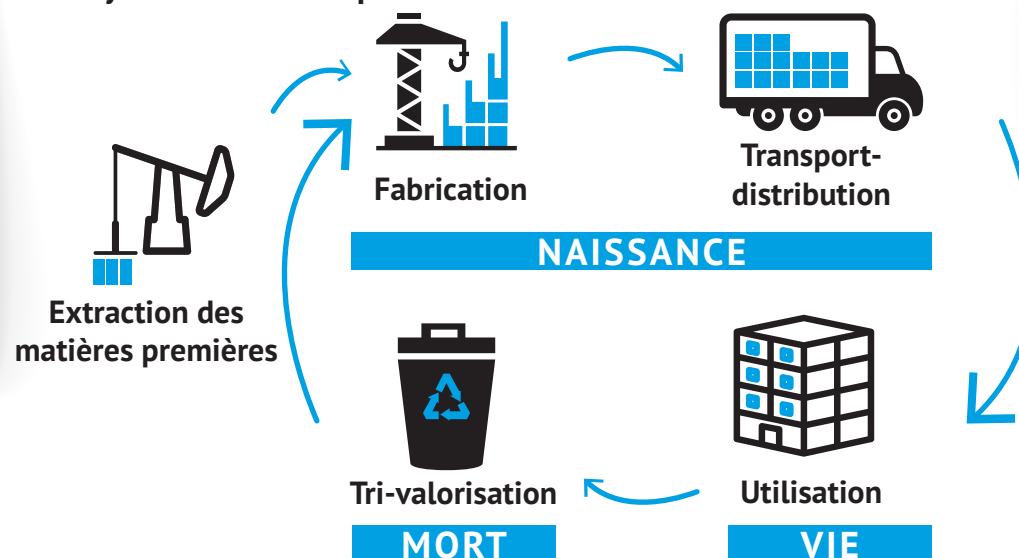 Fabrication
Transport-
distribution
NAISSANCE
Extraction des
matières premières
Tri-valorisation
Utilisation
MORT
VIE